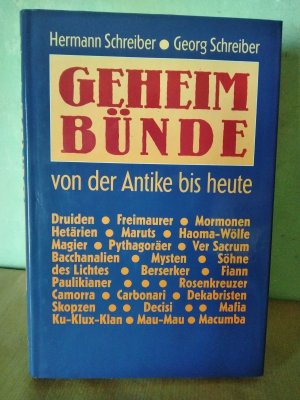 Hermann Schreiber ● Georg Schreiber
GEHEIM
BÜNDE
von der Antike bis heute
Druiden ● Freimaurer ● Mormonen
Hetärien ● Maruts ● Haoma-Wölfe
Magier ● Pythagoräer ● Ver Sacrum
Bacchanalien ● Mysten ● Söhne
des Lichtes ● Berserker ● Fiann
Paulikianer ● ● ● Rosenkreuzer
Camorra ● Carbonari ● Dekabristen
Skopzen ● ● Decisi ● ● Mafia
Ku-Klux-Klan ● Mau-Mau ● Macumba